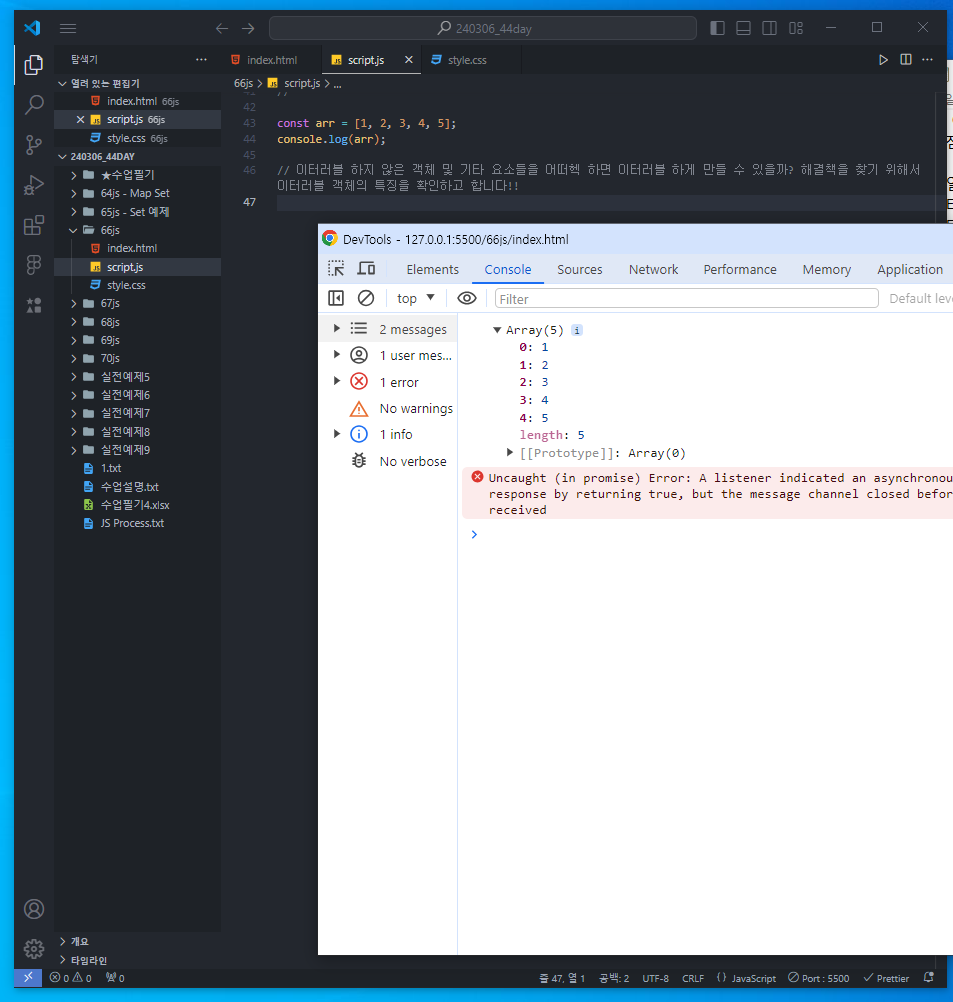 240306_44day
탐색기
index.html
script.js
style.css
열려 있는 편집기
index.html 66js
script.js 66js
style.css 66js
240306_44DAY
★수업필기
64js - Map Set
65js - Set 예제
66js
index.html
script.js
style.css
67js
68js
69js
70js
실전예제5
실전예제6
실전예제7
실전예제8
실전예제9
1.txt
수업설명.txt
수업필기4.xlsx
JS Process.txt
개요
타임라인
66js > script.js > ...
42
43 const arr = [1, 2, 3, 4, 5];
44 console.log(arr);
45
46 // 이터러블 하지 않은 객체 및 기타 요소들을 어떠헥 하면 이터러블 하게 만들 수 있을까? 해결책을 찾기 위해서
이터러블 객체의 특징을 확인하고 합니다!!
47
DevTools - 127.0.0.1:5500/66js/index.html
Elements Console Sources Network Performance Memory Application
top Filter Default leve
2 messages
1 user mes...
1 error
No warnings
1 info
No verbose
Array(5) i
0: 1
1: 2
2: 3
3: 4
4: 5
length: 5
[[Prototype]]: Array(0)
Uncaught (in promise) Error: A listener indicated an asynchronou
response by returning true, but the message channel closed befor
received
0 0 0 줄 47, 열 1 공백: 2 UTF-8 CRLF {} JavaScript Port : 5500 Prettier